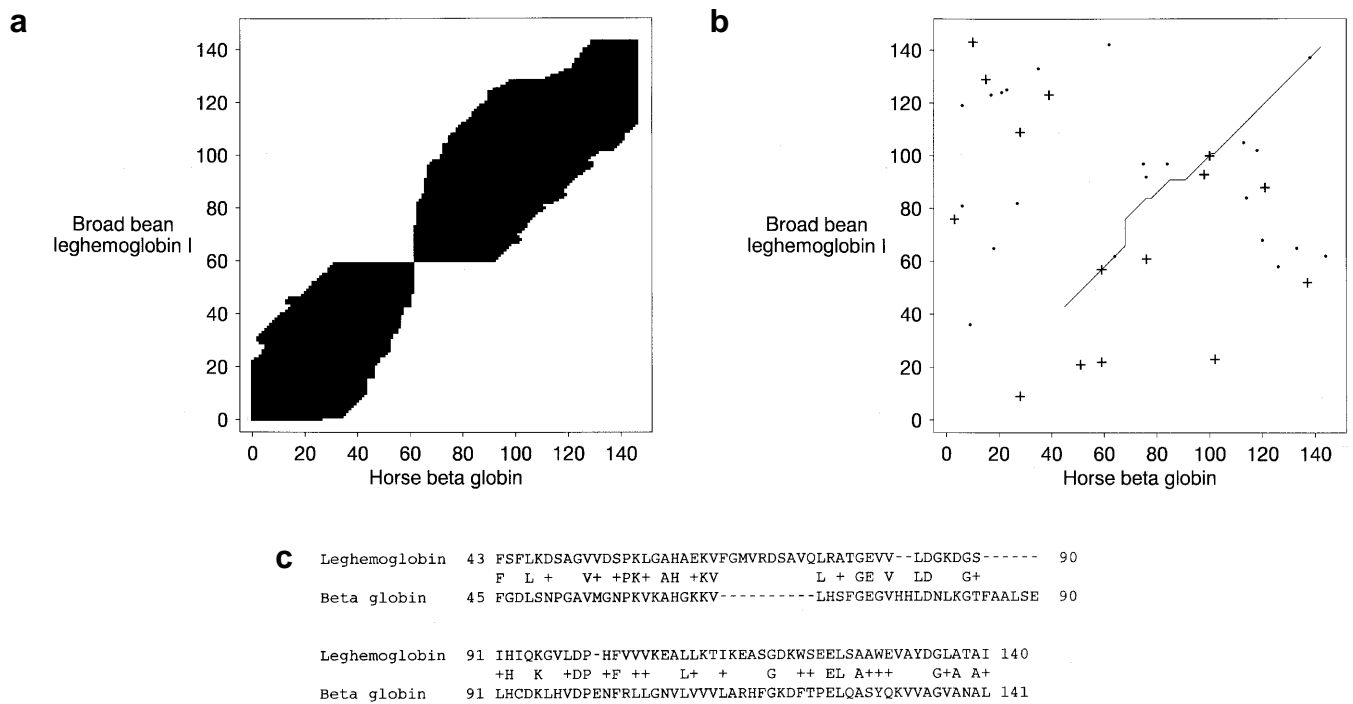 a
b
140
120
100
80
60
40
20
0
Broad bean
leghemoglobin I
0 20 40 60 80 100 120 140
Horse beta globin
140
120
100
80
60
40
20
0
Broad bean
leghemoglobin I
0 20 40 60 80 100 120 140
Horse beta globin
c
Leghemoglobin 43 FSFLKDSAGVVDSPKLGAHAEKVFGMVRDSAVQLRATGEVV--LDGKDGS------ 90
F L + V+ +PK+ AH +KV L + GE V LD G+
Beta globin 45 FGDLSNPGAVMGNPKVKAHGKKV----------LHSFGEGVHHLDNLKGTFAALSE 90
Leghemoglobin 91 IHIQKGVLDP-HFVVVKEALLKTIKEASGDKWSEELSAAWEVAYDGLATAI 140
+H K +DP +F ++ L+ + G ++ EL A+++ G+A A+
Beta globin 91 LHCDKLHVDPENFRLLGNVLVVVLARHFGKDFTPELQASYQKVVAGVANAL 141